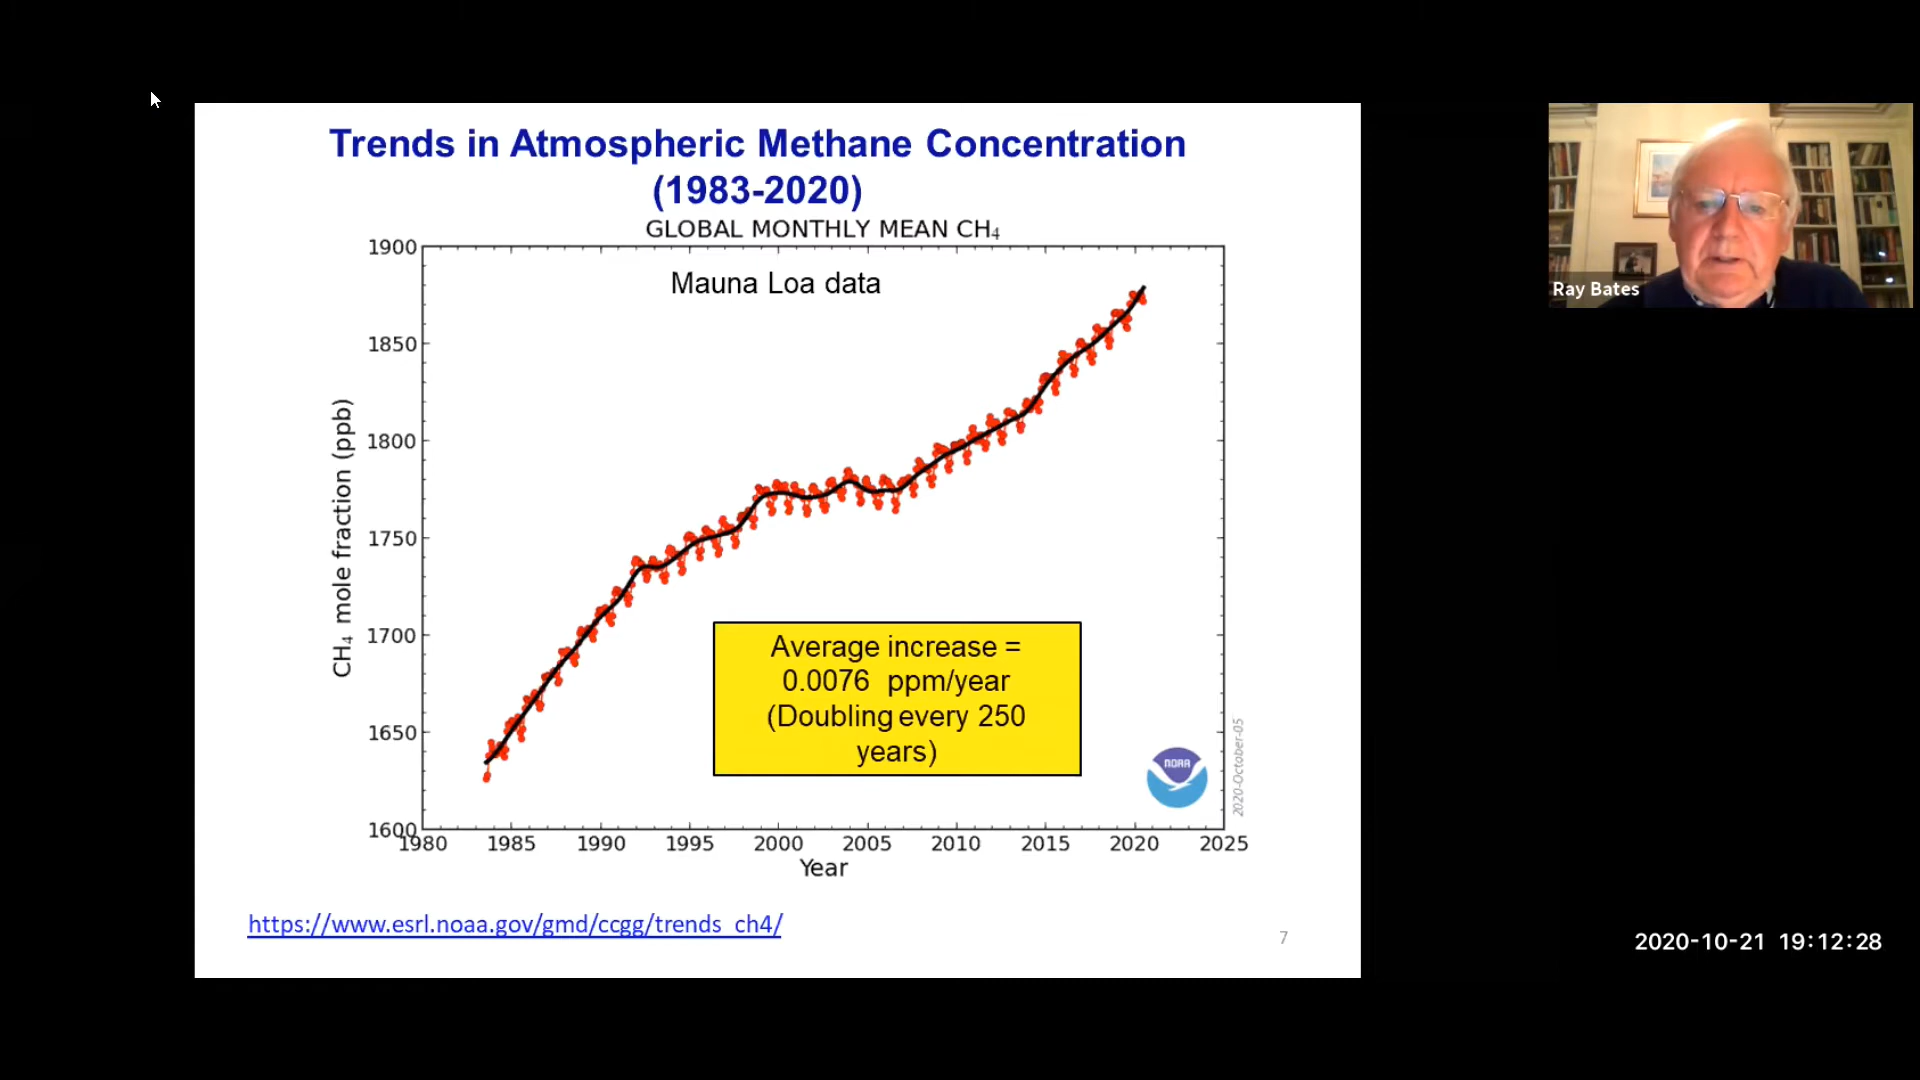 Trends in Atmospheric Methane Concentration
(1983-2020)
GLOBAL MONTHLY MEAN CH₄
Mauna Loa data
1900
1850
1800
1750
1700
1650
1600
CH₄ mole fraction (ppb)
Average increase =
0.0076 ppm/year
(Doubling every 250
years)
NOAA
2020-October-05
1980 1985 1990 1995 2000 2005 2010 2015 2020 2025
Year
https://www.esrl.noaa.gov/gmd/ccgg/trends_ch4/
7
Ray Bates
2020-10-21 19:12:28